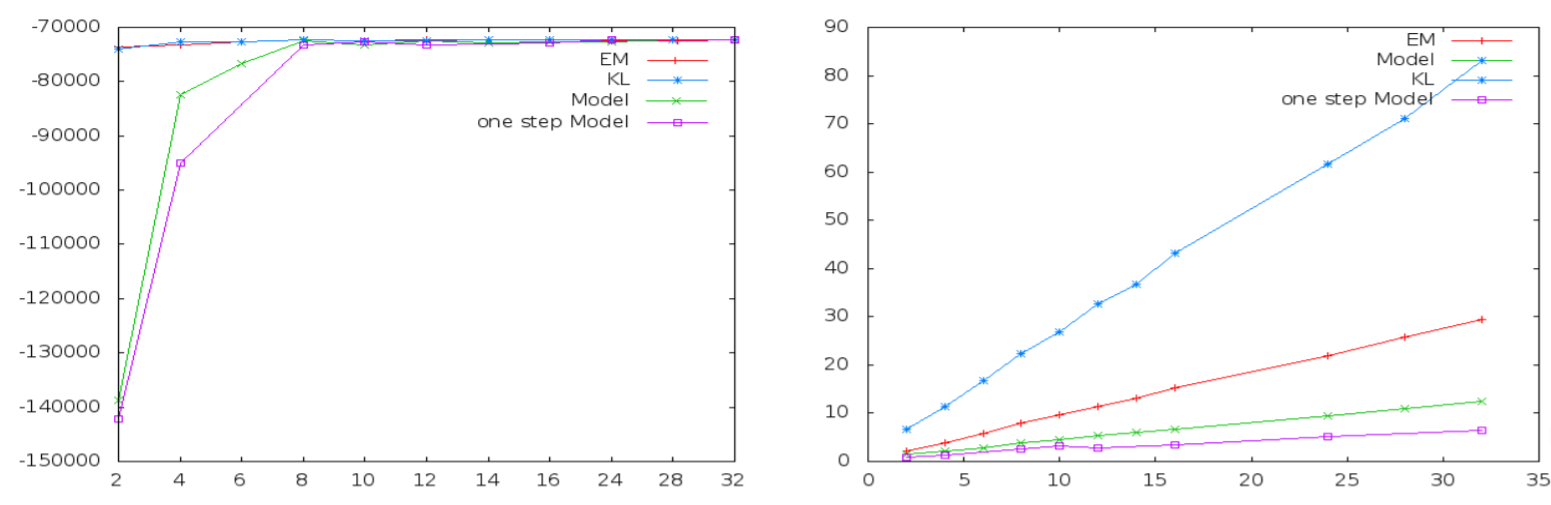 -70000
-80000
-90000
-100000
-110000
-120000
-130000
-140000
-150000
2 4 6 8 10 12 14 16 24 28 32
EM
KL
Model
one step Model
90
80
70
60
50
40
30
20
10
0
0 5 10 15 20 25 30 35
EM
Model
KL
one step Model